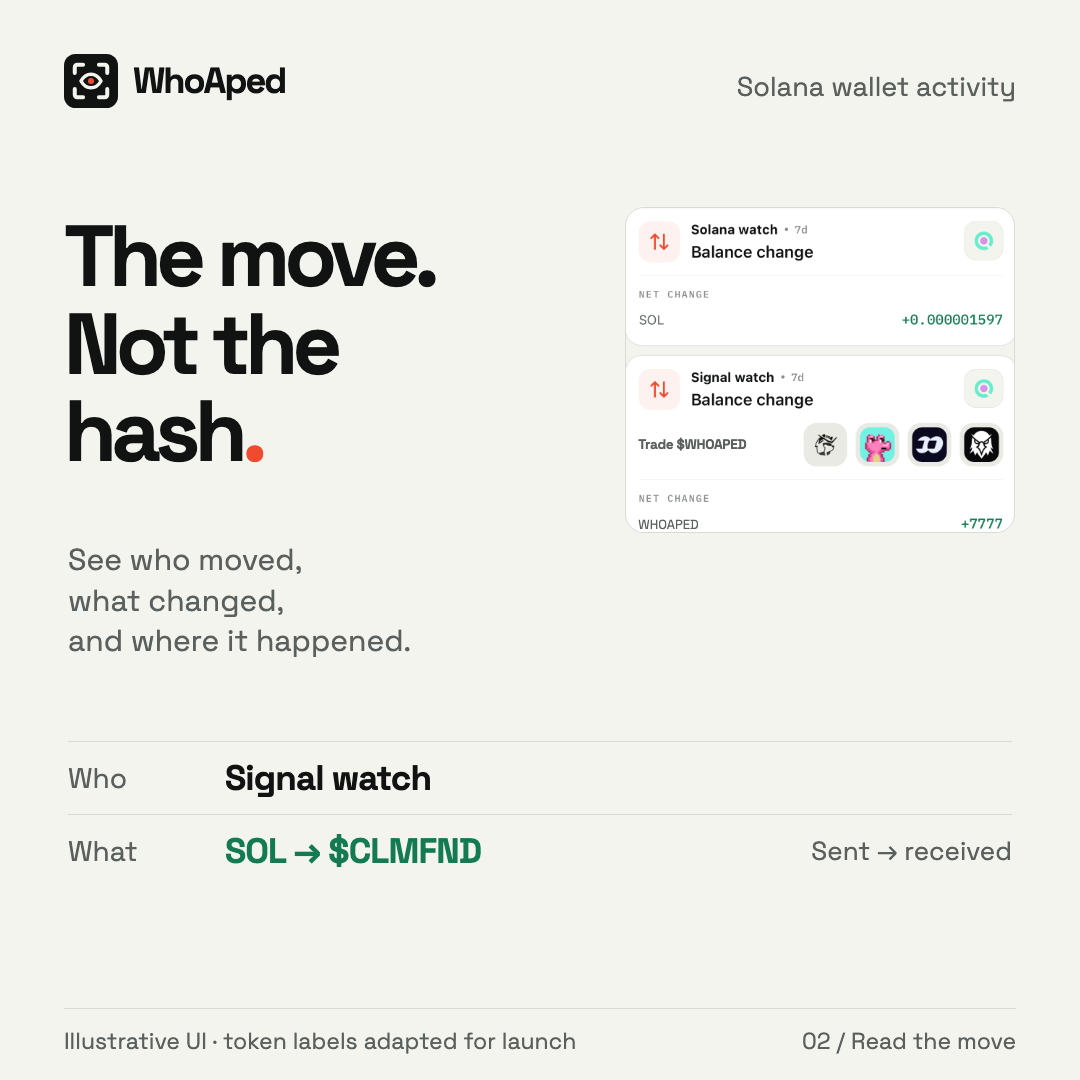 WhoAped
Solana wallet activity
The move.
Not the
hash.
See who moved,
what changed,
and where it happened.
Solana watch • 7d
Balance change
NET CHANGE
SOL +0.000001597
Signal watch • 7d
Balance change
Trade $WHOAPED
NET CHANGE
WHOAPED +7777
Who Signal watch
What SOL → $CLMFND Sent → received
Illustrative UI · token labels adapted for launch
02 / Read the move